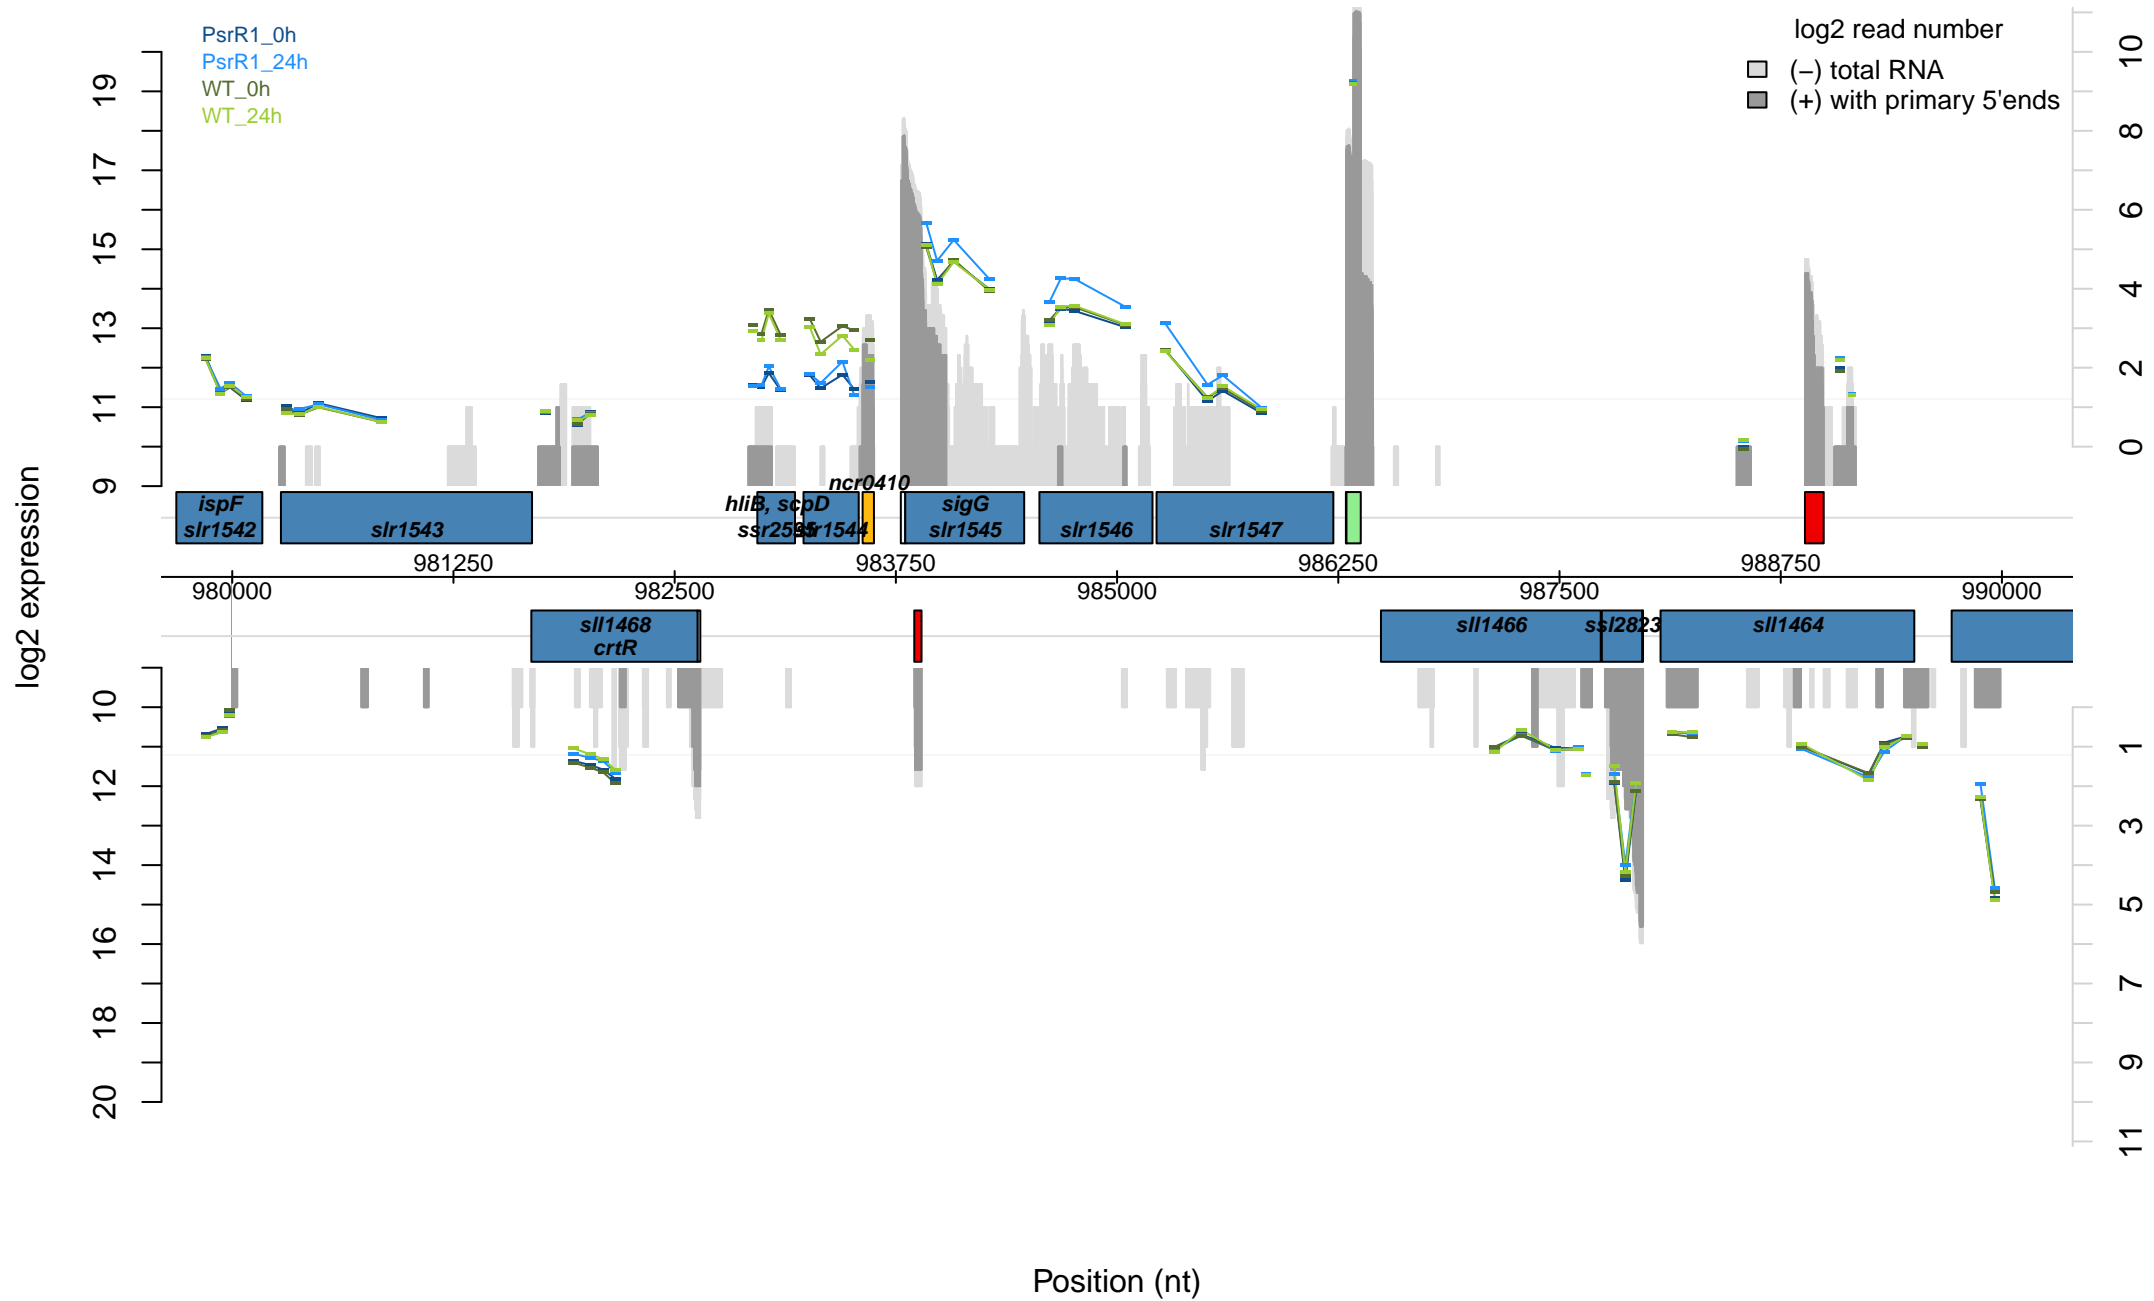 PsrR1_0h
PsrR1_24h
WT_0h
WT_24h
log2 read number
(−) total RNA
(+) with primary 5'ends
19
17
15
13
11
9
10
8
6
4
2
0
log2 expression
ncr0410
ispF
hliB, scpD
sigG
slr1542
slr1543
ssr2595
slr1544
slr1545
slr1546
slr1547
981250
983750
986250
988750
980000
982500
985000
987500
990000
sll1468
crtR
sll1466
ssl2823
sll1464
10
12
14
16
18
20
1
3
5
7
9
11
Position (nt)